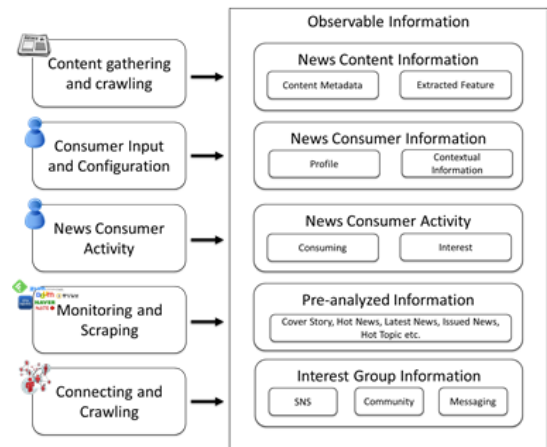 Observable Information
Content gathering
and crawling
News Content Information
Content Metadata
Extracted Feature
Consumer Input
and Configuration
News Consumer Information
Profile
Contextual
Information
News Consumer
Activity
News Consumer Activity
Consuming
Interest
NAVER
Monitoring and
Scraping
Pre-analyzed Information
Cover Story, Hot News, Latest News, Issued News,
Hot Topic etc.
Connecting and
Crawling
Interest Group Information
SNS
Community
Messaging